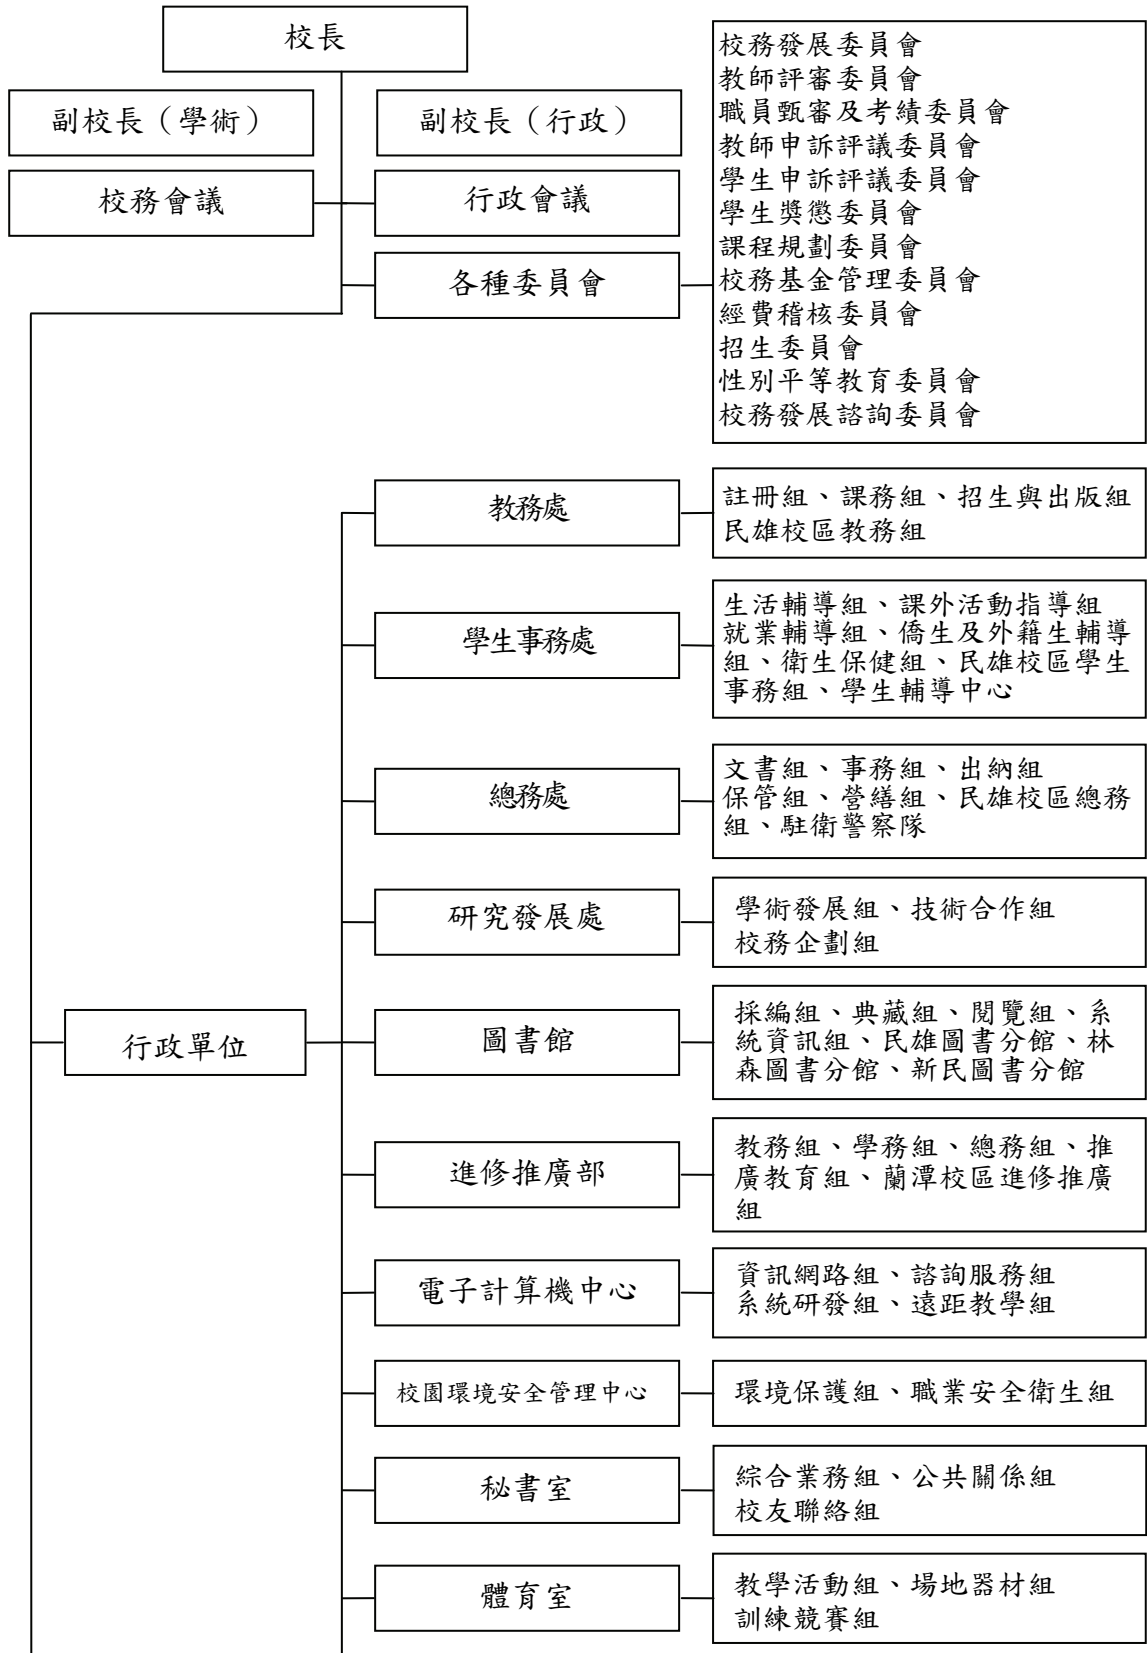 校長
副校長（學術）
副校長（行政）
校務會議
行政會議
各種委員會
校務發展委員會
教師評審委員會
職員甄審及考績委員會
教師申訴評議委員會
學生申訴評議委員會
學生獎懲委員會
課程規劃委員會
校務基金管理委員會
經費稽核委員會
招生委員會
性別平等教育委員會
校務發展諮詢委員會
行政單位
教務處
註冊組、課務組、招生與出版組
民雄校區教務組
學生事務處
生活輔導組、課外活動指導組
就業輔導組、僑生及外籍生輔導
組、衛生保健組、民雄校區學生
事務組、學生輔導中心
總務處
文書組、事務組、出納組
保管組、營繕組、民雄校區總務
組、駐衛警察隊
研究發展處
學術發展組、技術合作組
校務企劃組
圖書館
採編組、典藏組、閱覽組、系
統資訊組、民雄圖書分館、林
森圖書分館、新民圖書分館
進修推廣部
教務組、學務組、總務組、推
廣教育組、蘭潭校區進修推廣
組
電子計算機中心
資訊網路組、諮詢服務組
系統研發組、遠距教學組
校園環境安全管理中心
環境保護組、職業安全衛生組
秘書室
綜合業務組、公共關係組
校友聯絡組
體育室
教學活動組、場地器材組
訓練競賽組